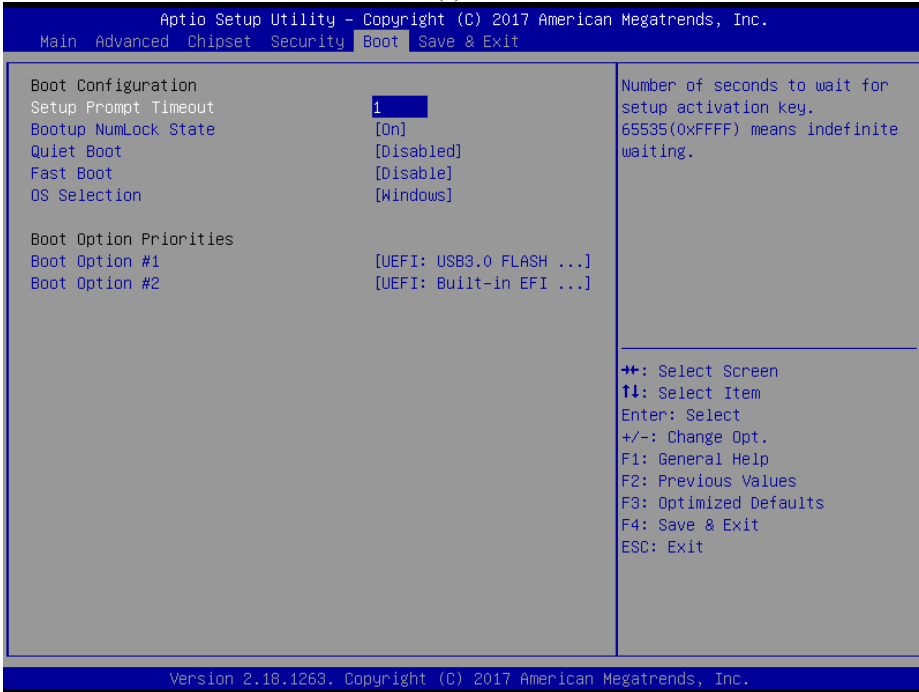 Aptio Setup Utility – Copyright (C) 2017 American Megatrends, Inc.
Main Advanced Chipset Security Boot Save & Exit
Boot Configuration
Setup Prompt Timeout 1
Bootup NumLock State [On]
Quiet Boot [Disabled]
Fast Boot [Disable]
OS Selection [Windows]
Boot Option Priorities
Boot Option #1 [UEFI: USB3.0 FLASH ...]
Boot Option #2 [UEFI: Built-in EFI ...]
Number of seconds to wait for
setup activation key.
65535(0xFFFF) means indefinite
waiting.
→←: Select Screen
↑↓: Select Item
Enter: Select
+/-: Change Opt.
F1: General Help
F2: Previous Values
F3: Optimized Defaults
F4: Save & Exit
ESC: Exit
Version 2.18.1263. Copyright (C) 2017 American Megatrends, Inc.